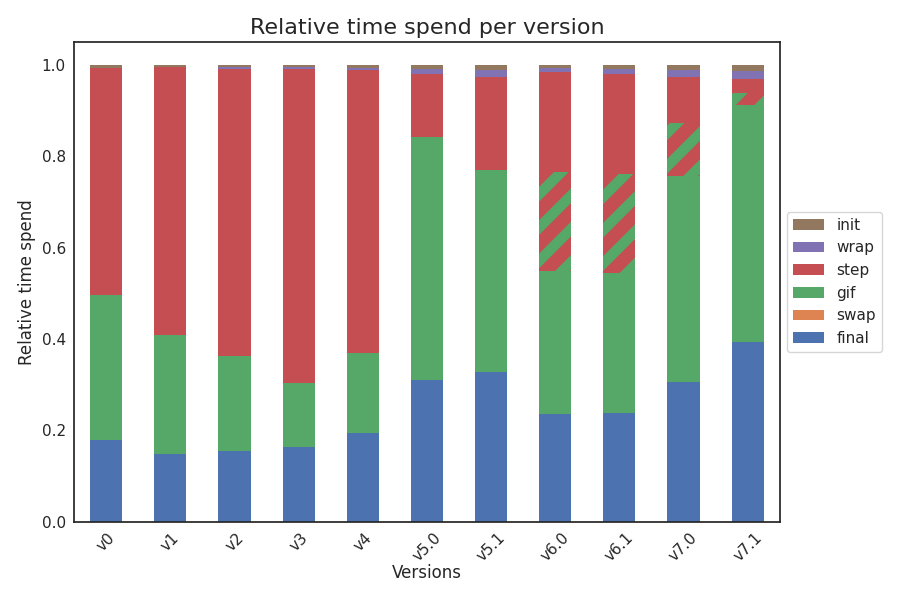 Relative time spend per version
Relative time spend
1.0
0.8
0.6
0.4
0.2
0.0
v0
v1
v2
v3
v4
v5.0
v5.1
v6.0
v6.1
v7.0
v7.1
Versions
init
wrap
step
gif
swap
final